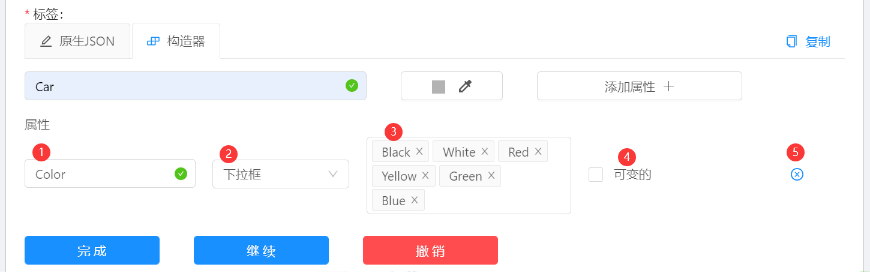 * 标签：
原生JSON 构造器 复制
Car 添加属性
属性
1 2 3 4 5
Color 下拉框 Black × White × Red × 可变的
Yellow × Green ×
Blue ×
完成 继续 撤销